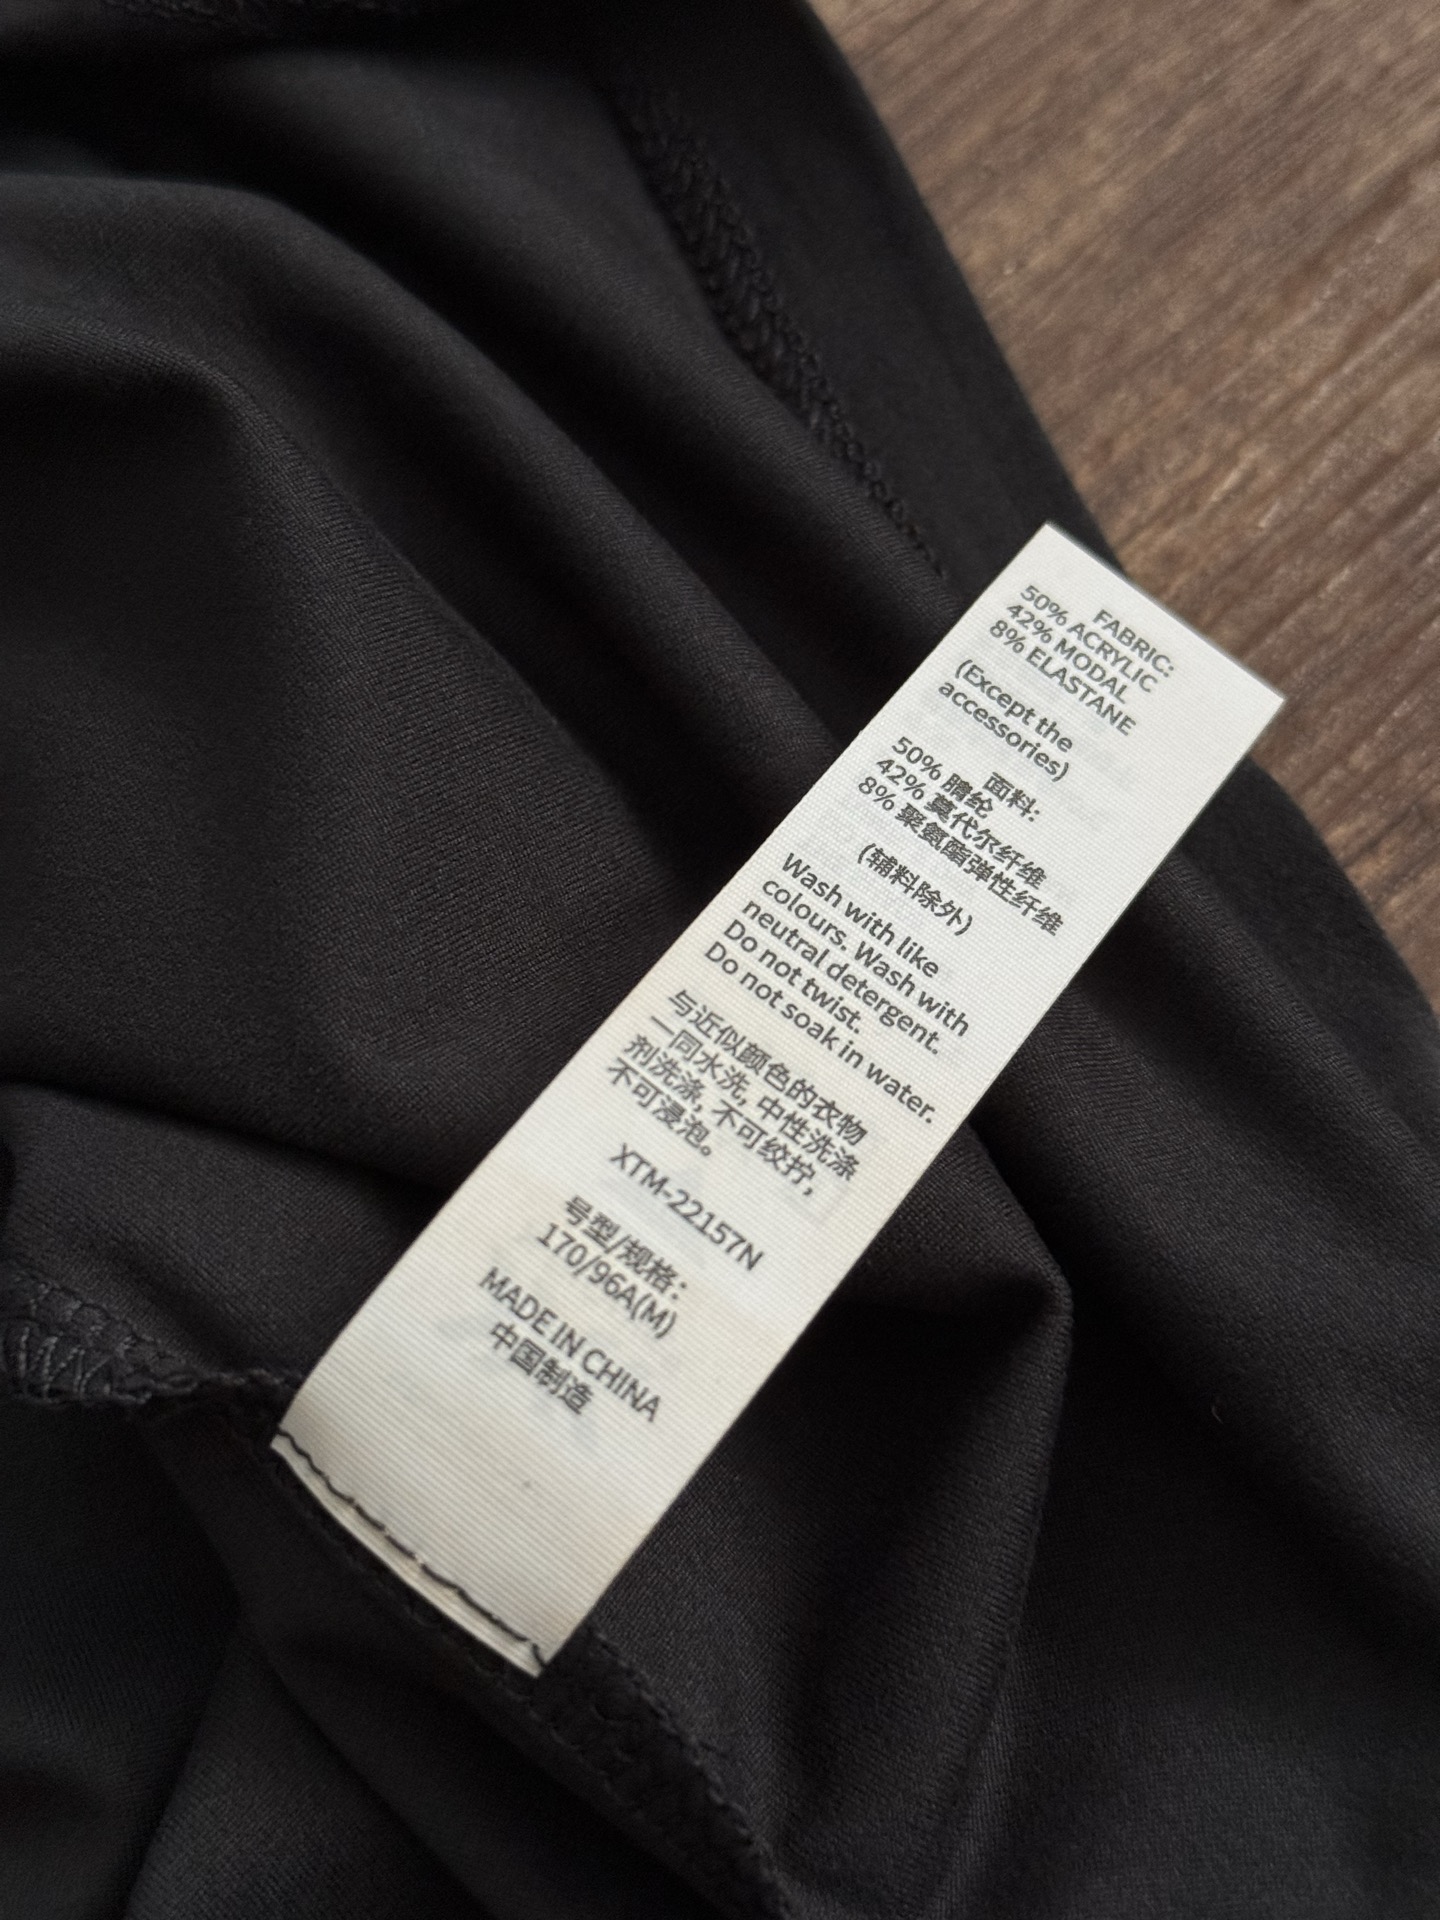 FABRIC:
50% ACRYLIC
42% MODAL
8% ELASTANE
(Except the
accessories)
面料:
50% 腈纶
42% 莫代尔纤维
8% 聚氨酯弹性纤维
(辅料除外)
Wash with like
colours. Wash with
neutral detergent.
Do not twist.
Do not soak in water.
与近似颜色的衣物
一同水洗, 中性洗涤
剂洗涤, 不可绞拧,
不可浸泡。
XTM-22157N
号型/规格:
170/96A(M)
MADE IN CHINA
中国制造